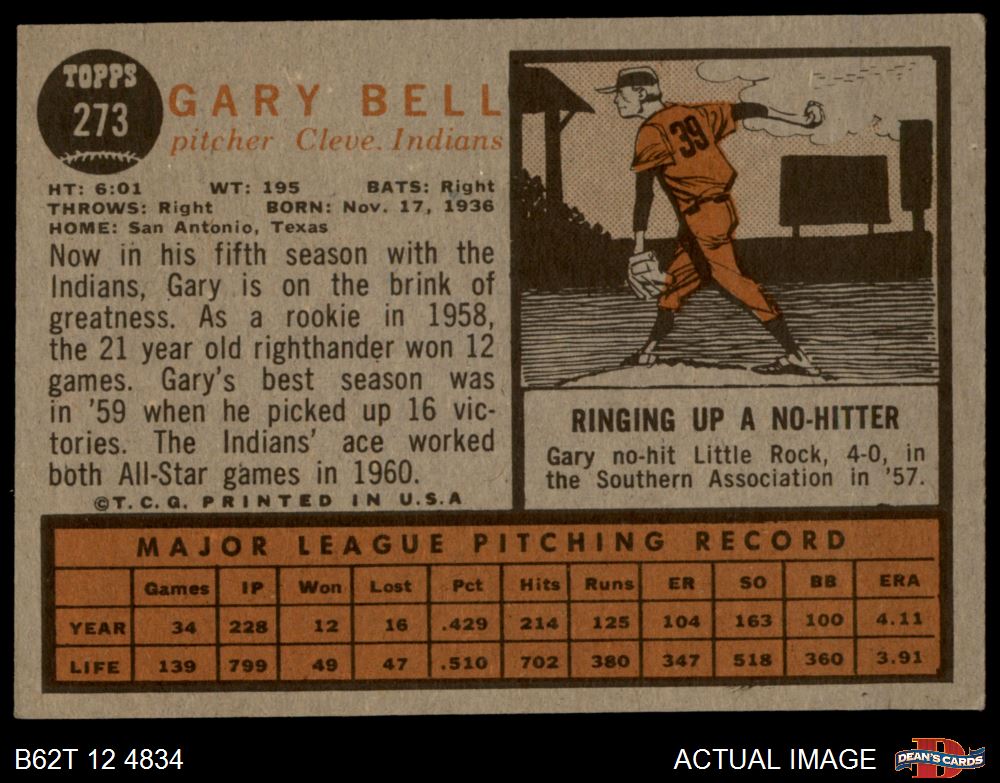 TOPPS
273
GARY BELL
pitcher Cleve. Indians
HT: 6:01 WT: 195 BATS: Right
THROWS: Right BORN: Nov. 17, 1936
HOME: San Antonio, Texas
Now in his fifth season with the
Indians, Gary is on the brink of
greatness. As a rookie in 1958,
the 21 year old righthander won 12
games. Gary's best season was
in '59 when he picked up 16 vic-
tories. The Indians' ace worked
both All-Star games in 1960.
©T.C.G. PRINTED IN U.S.A
39
RINGING UP A NO-HITTER
Gary no-hit Little Rock, 4-0, in
the Southern Association in '57.
MAJOR LEAGUE PITCHING RECORD
Games IP Won Lost Pct Hits Runs ER SO BB ERA
YEAR 34 228 12 16 .429 214 125 104 163 100 4.11
LIFE 139 799 49 47 .510 702 380 347 518 360 3.91
B62T 12 4834
ACTUAL IMAGE
D
DEAN'S CARDS